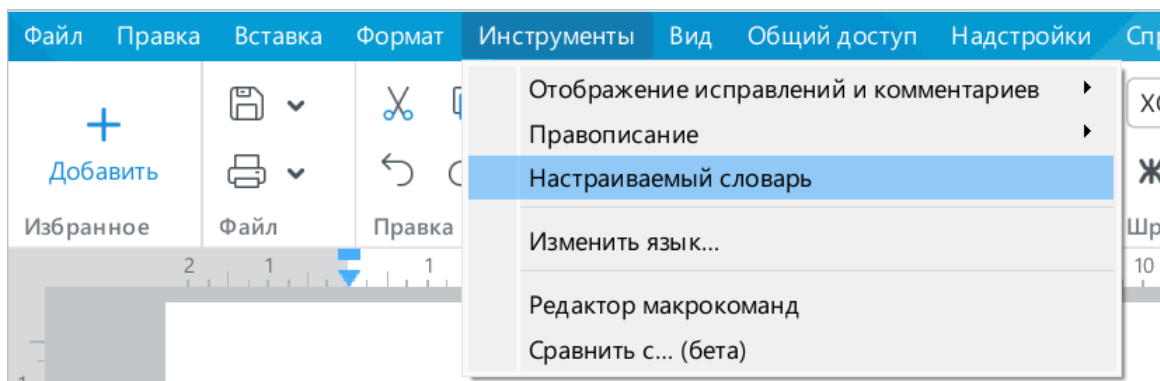 Файл Правка Вставка Формат Инструменты Вид Общий доступ Надстройки
Отображение исправлений и комментариев
Правописание
Добавить
Настраиваемый словарь
Избранное Файл Правка
Изменить язык...
2 1 1 10
Редактор макрокоманд
Сравнить с... (бета)
1